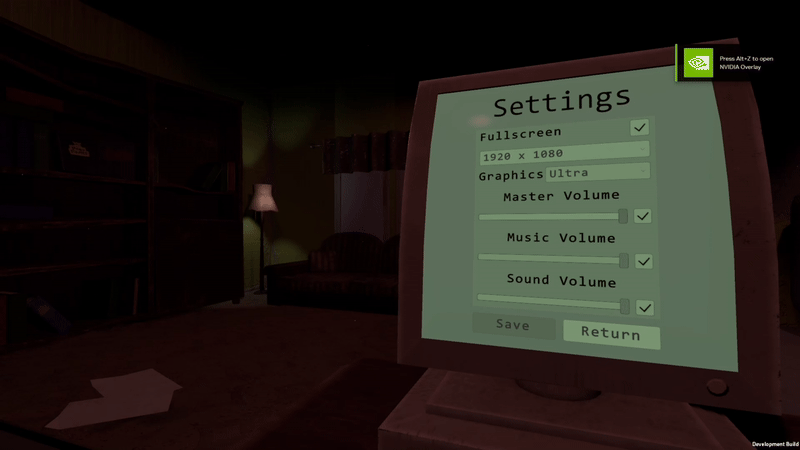 Press Alt+Z to open
NVIDIA Overlay
Settings
Fullscreen
1920 x 1080
Graphics Ultra
Master Volume
Music Volume
Sound Volume
Save Return
Development Build